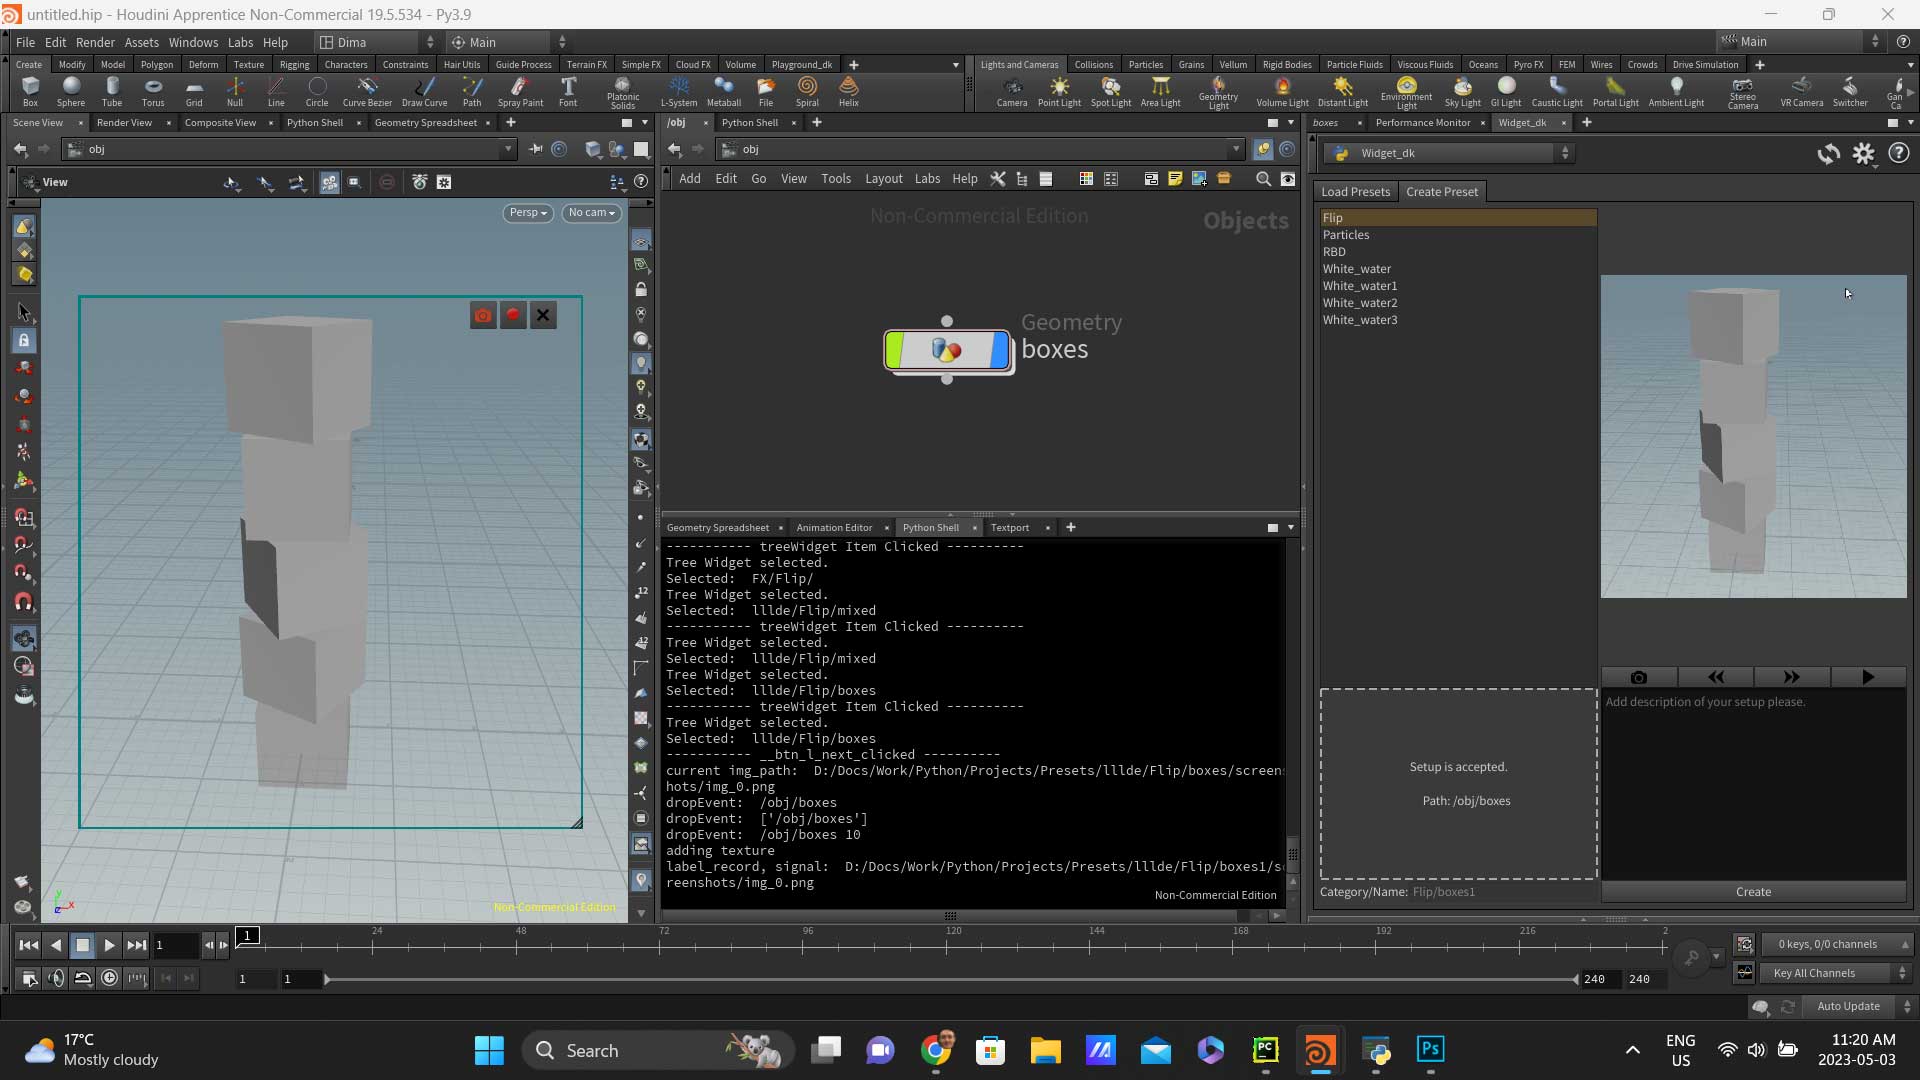 untitled.hip - Houdini Apprentice Non-Commercial 19.5.534 - Py3.9
File Edit Render Assets Windows Labs Help Dima Main Main
Create Modify Model Polygon Deform Texture Rigging Characters Constraints Hair Utils Guide Process Terrain FX Simple FX Cloud FX Volume Playground_dk
Lights and Cameras Collisions Particles Grains Vellum Rigid Bodies Particle Fluids Viscous Fluids Oceans Pyro FX FEM Wires Crowds Drive Simulation
Box Sphere Tube Torus Grid Null Line Circle Curve Bezier Draw Curve Path Spray Paint Font Platonic Solids L-System Metaball File Spiral Helix
Camera Point Light Spot Light Area Light Geometry Light Volume Light Distant Light Environment Light Sky Light GI Light Caustic Light Portal Light Ambient Light Stereo Camera VR Camera Switcher Gan Ca
Scene View Render View Composite View Python Shell Geometry Spreadsheet
/obj Python Shell
boxes Performance Monitor Widget_dk
obj
obj
Widget_dk
View
Add Edit Go View Tools Layout Labs Help
Load Presets Create Preset
Persp No cam
Non-Commercial Edition
Objects
Flip
Particles
RBD
White_water
White_water1
White_water2
White_water3
Geometry
boxes
Geometry Spreadsheet Animation Editor Python Shell Textport
----------- treeWidget Item Clicked ----------
Tree Widget selected.
Selected:  FX/Flip/
Tree Widget selected.
Selected:  lllde/Flip/mixed
----------- treeWidget Item Clicked ----------
Tree Widget selected.
Selected:  lllde/Flip/mixed
Tree Widget selected.
Selected:  lllde/Flip/boxes
----------- treeWidget Item Clicked ----------
Tree Widget selected.
Selected:  lllde/Flip/boxes
----------- __btn_l_next_clicked ----------
current img_path:  D:/Docs/Work/Python/Projects/Presets/lllde/Flip/boxes/screens
hots/img_0.png
dropEvent:  /obj/boxes
dropEvent:  ['/obj/boxes']
dropEvent:  /obj/boxes 10
adding texture
label_record, signal:  D:/Docs/Work/Python/Projects/Presets/lllde/Flip/boxes1/sc
reenshots/img_0.png
Non-Commercial Edition
Add description of your setup please.
Setup is accepted.
Path: /obj/boxes
Category/Name: Flip/boxes1
Create
y
z x
Non-Commercial Edition
1 1 24 48 72 96 120 144 168 192 216 2
0 keys, 0/0 channels
1 1 240 240
Key All Channels
Auto Update
17°C
Mostly cloudy
Search
PC
Ps
ENG
US
11:20 AM
2023-05-03